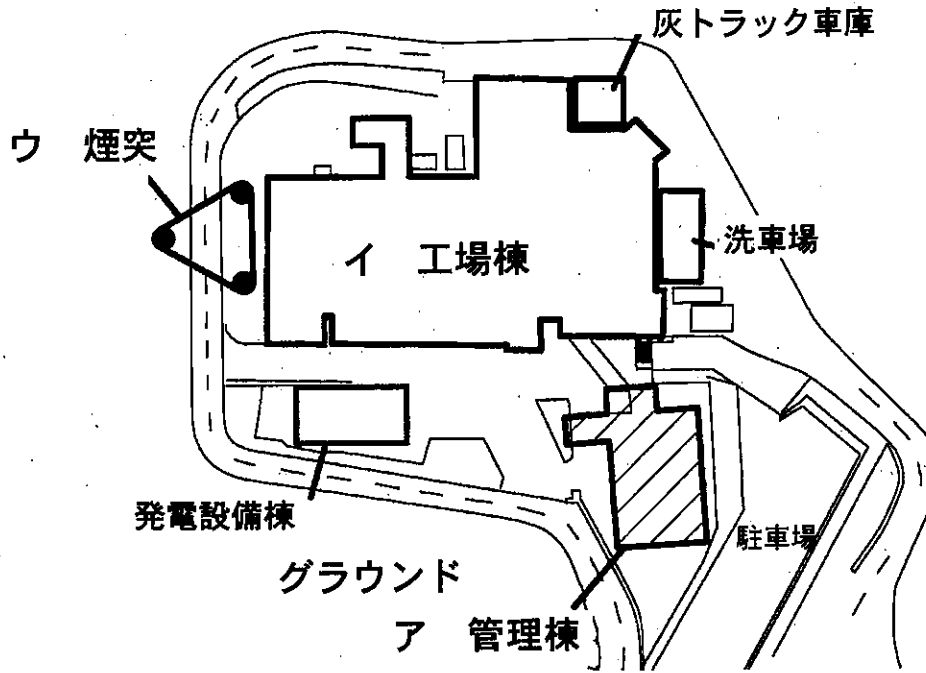 灰トラック車庫
ウ 煙突
イ 工場棟
洗車場
発電設備棟
駐車場
グラウンド
ア 管理棟